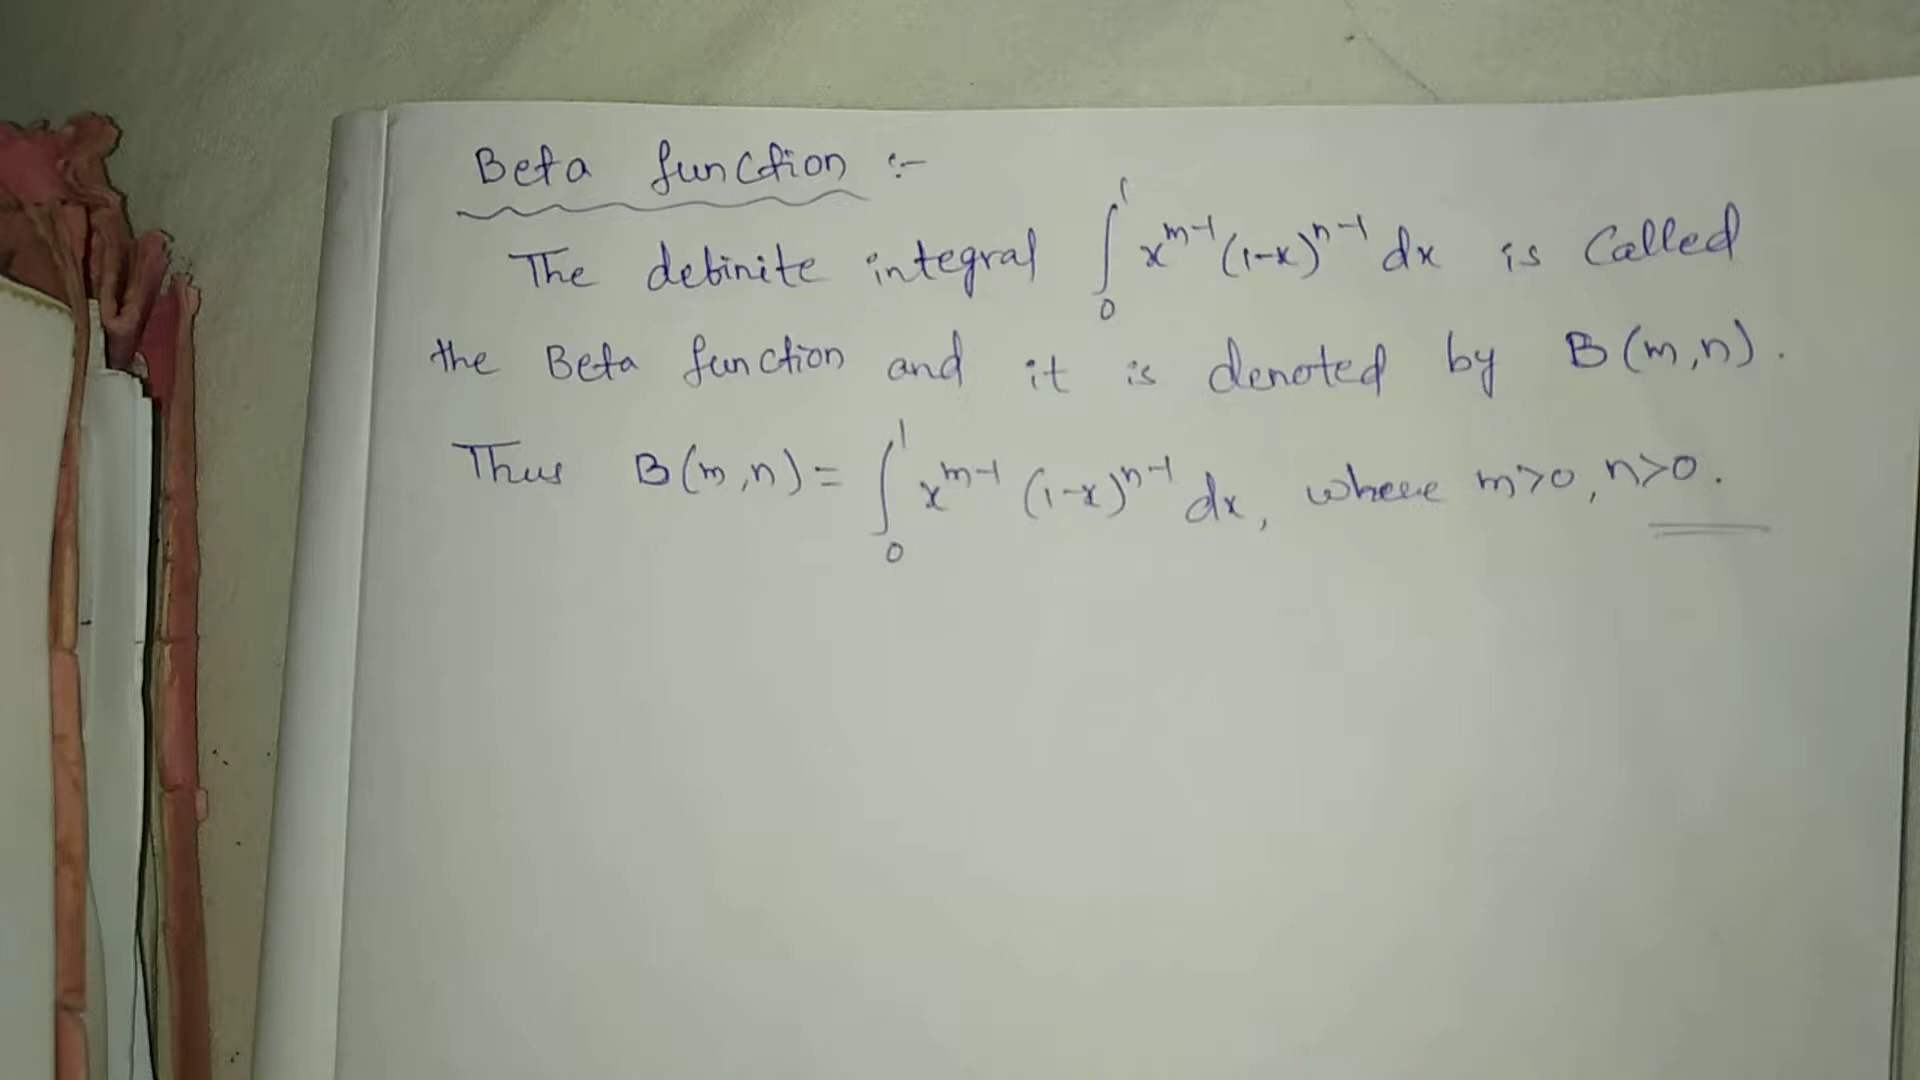 Beta function :-
The definite integral ∫₀¹ x^{m-1} (1-x)^{n-1} dx is Called
the Beta function and it is denoted by B(m,n).
Thus B(m,n) = ∫₀¹ x^{m-1} (1-x)^{n-1} dx, where m>0, n>0.